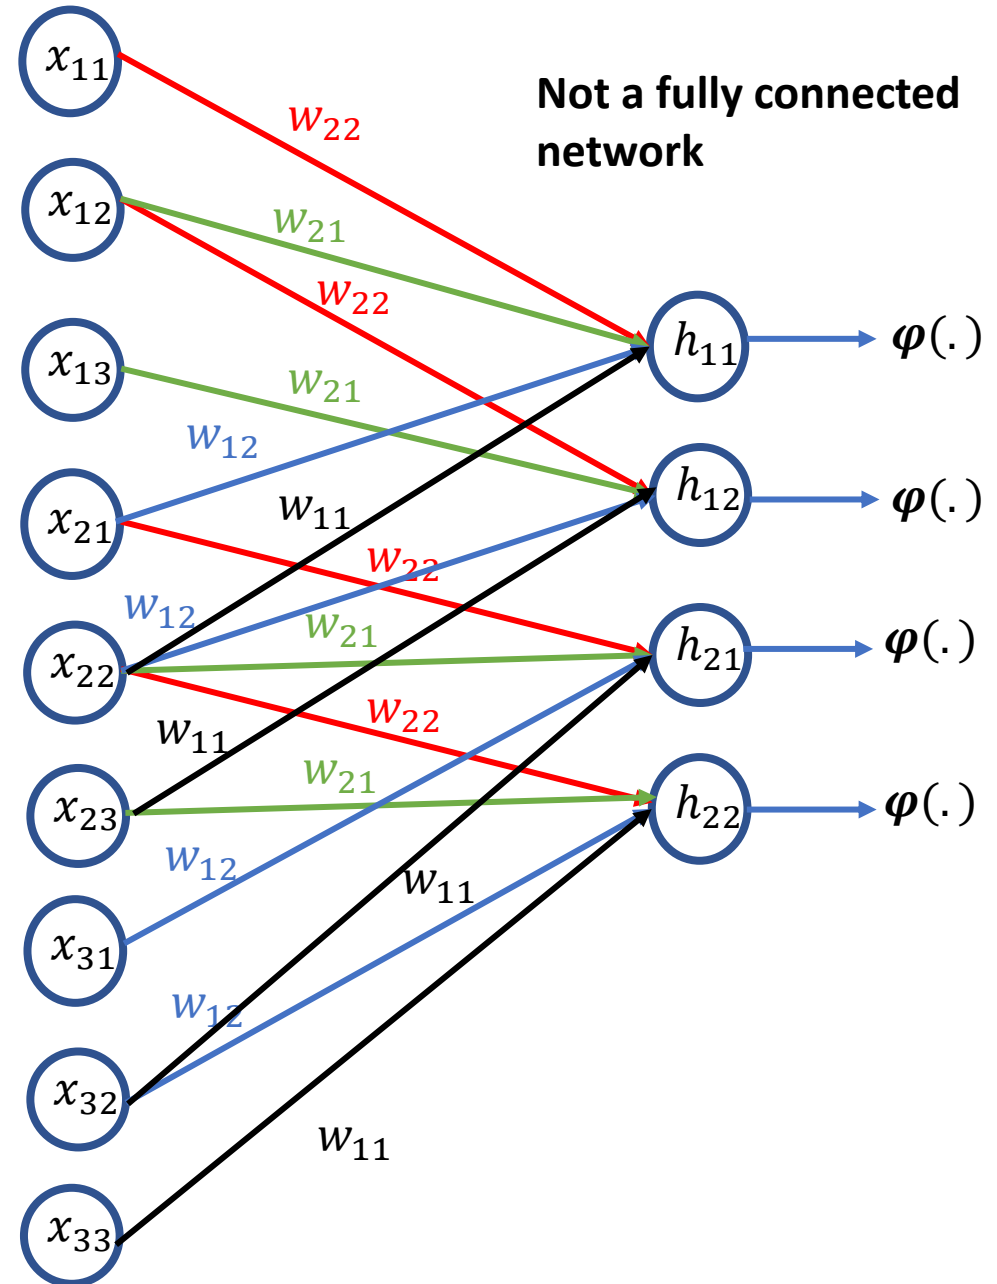 x₁₁
w₂₂
Not a fully connected
network
x₁₂
w₂₁
w₂₂
h₁₁
𝝋(.)
x₁₃
w₂₁
w₁₂
h₁₂
𝝋(.)
w₁₁
x₂₁
w₂₂
w₁₂
w₂₁
h₂₁
𝝋(.)
x₂₂
w₂₂
w₁₁
w₂₁
h₂₂
𝝋(.)
x₂₃
w₁₂
w₁₁
x₃₁
w₁₂
x₃₂
w₁₁
x₃₃